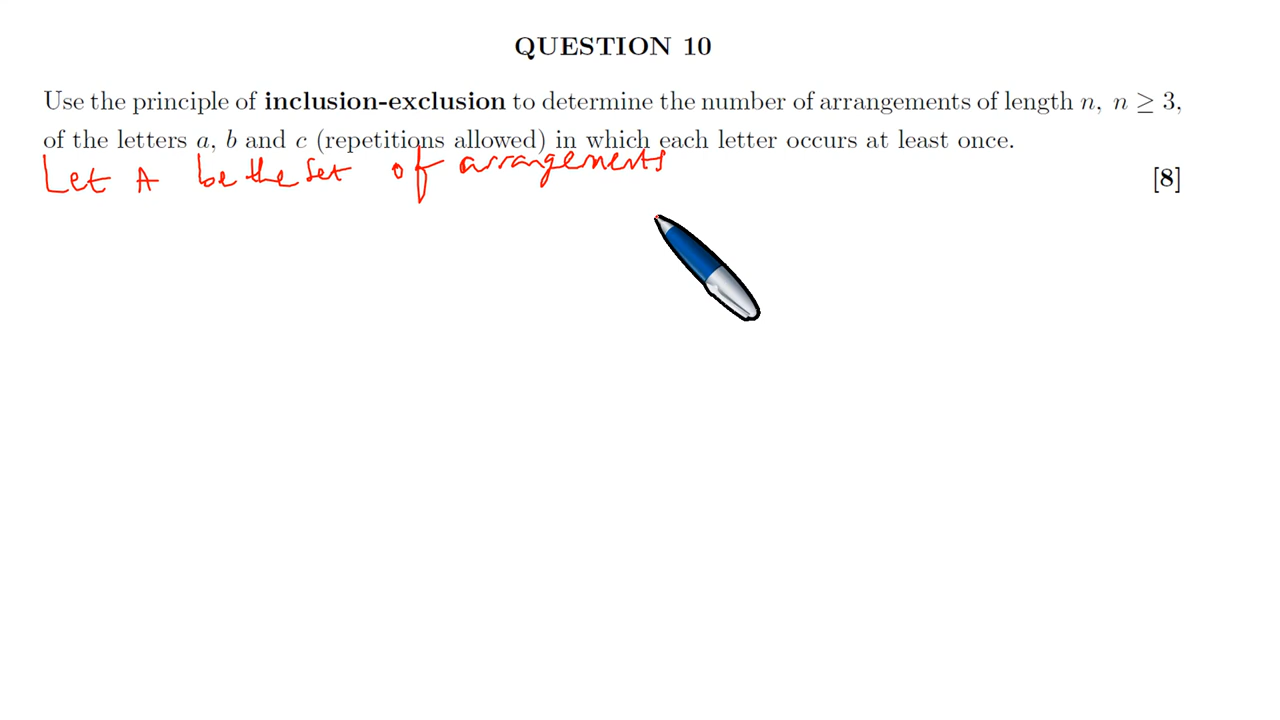 QUESTION 10
Use the principle of inclusion-exclusion to determine the number of arrangements of length n, n ≥ 3,
of the letters a, b and c (repetitions allowed) in which each letter occurs at least once.
Let A be the set of arrangements
[8]